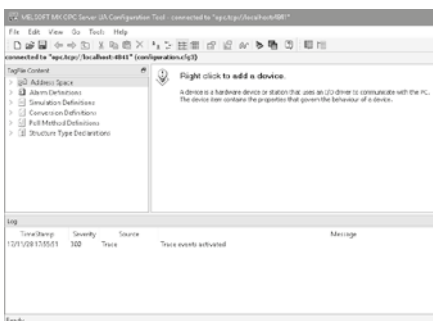 MELSOFT MX OPC Server UA Configuration Tool - connected to "opc.tcp://localhost:4841"
File Edit View Go Tools Help
connected to "opc.tcp://localhost:4841" (configuration.cfg3)
TagFile Content
Address Space
Alarm Definitions
Simulation Definitions
Conversion Definitions
Poll Method Definitions
Structure Type Declarations
Right click to add a device.
A device is a hardware device or station that uses an I/O driver to communicate with the PC.
The device item contains the properties that govern the behaviour of a device.
Log
TimeStamp Severity Source Message
300 Trace Trace events activated
Ready